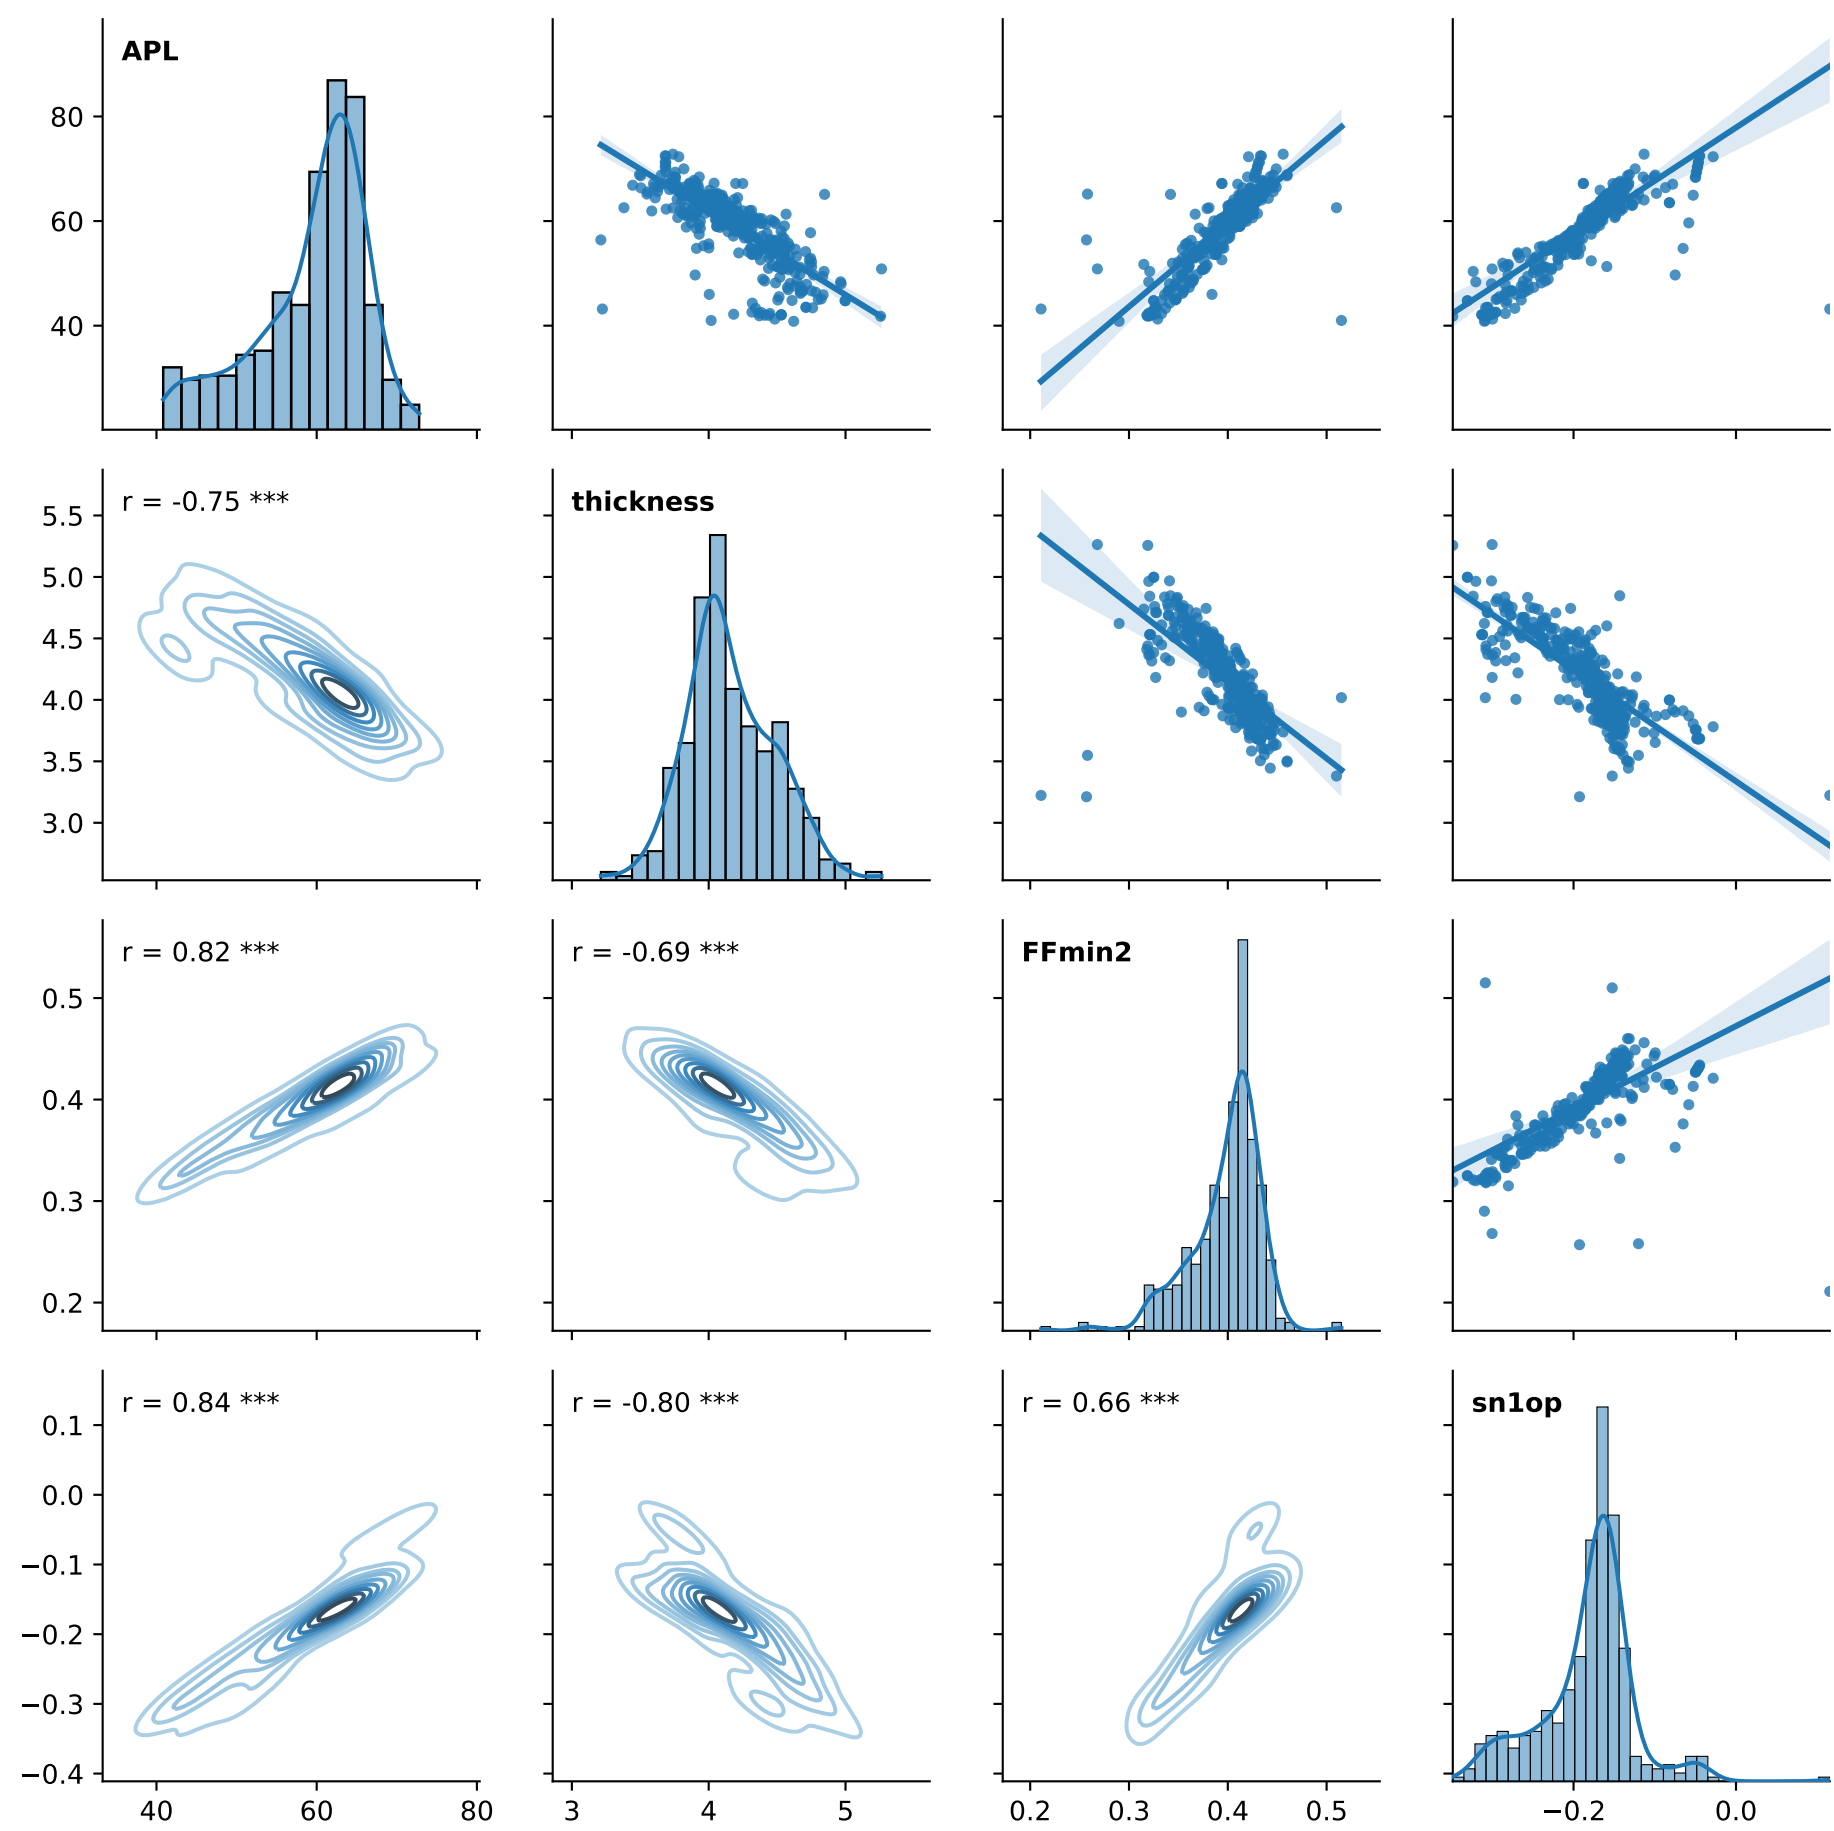 APL
80
60
40
r = -0.75 ***
thickness
5.5
5.0
4.5
4.0
3.5
3.0
r = 0.82 ***
r = -0.69 ***
FFmin2
0.5
0.4
0.3
0.2
r = 0.84 ***
r = -0.80 ***
r = 0.66 ***
sn1op
0.1
0.0
−0.1
−0.2
−0.3
−0.4
40 60 80 3 4 5 0.2 0.3 0.4 0.5 −0.2 0.0